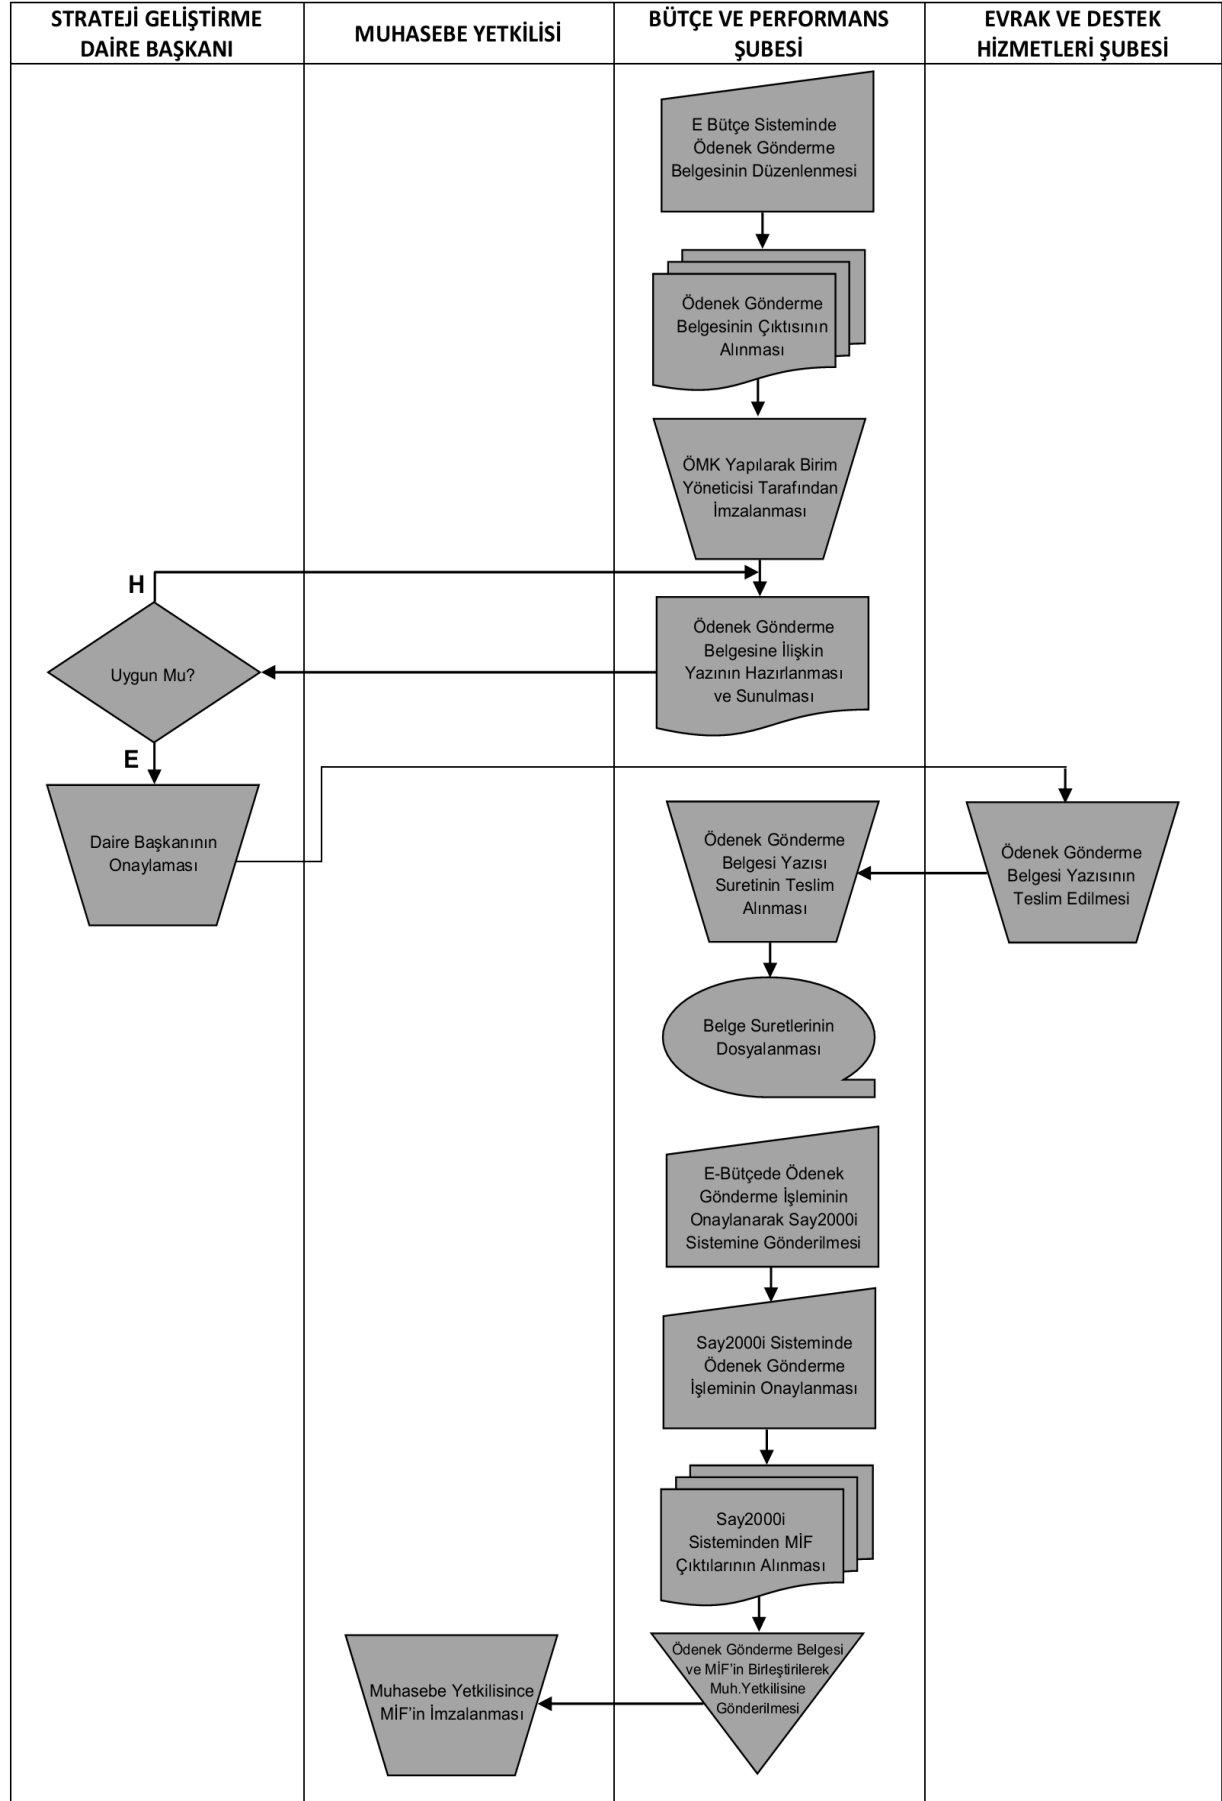 STRATEJİ GELİŞTİRME
DAİRE BAŞKANI
MUHASEBE YETKİLİSİ
BÜTÇE VE PERFORMANS
ŞUBESİ
EVRAK VE DESTEK
HİZMETLERİ ŞUBESİ
E Bütçe Sisteminde
Ödenek Gönderme
Belgesinin Düzenlenmesi
Ödenek Gönderme
Belgesinin Çıktısının
Alınması
ÖMK Yapılarak Birim
Yöneticisi Tarafından
İmzalanması
H
Uygun Mu?
Ödenek Gönderme
Belgesine İlişkin
Yazının Hazırlanması
ve Sunulması
E
Daire Başkanının
Onaylaması
Ödenek Gönderme
Belgesi Yazısı
Suretinin Teslim
Alınması
Ödenek Gönderme
Belgesi Yazısının
Teslim Edilmesi
Belge Suretlerinin
Dosyalanması
E-Bütçede Ödenek
Gönderme İşleminin
Onaylanarak Say2000i
Sistemine Gönderilmesi
Say2000i Sisteminde
Ödenek Gönderme
İşleminin Onaylanması
Say2000i
Sisteminden MİF
Çıktılarının Alınması
Ödenek Gönderme Belgesi
ve MİF'in Birleştirilerek
Muh.Yetkilisine
Gönderilmesi
Muhasebe Yetkilisince
MİF'in İmzalanması